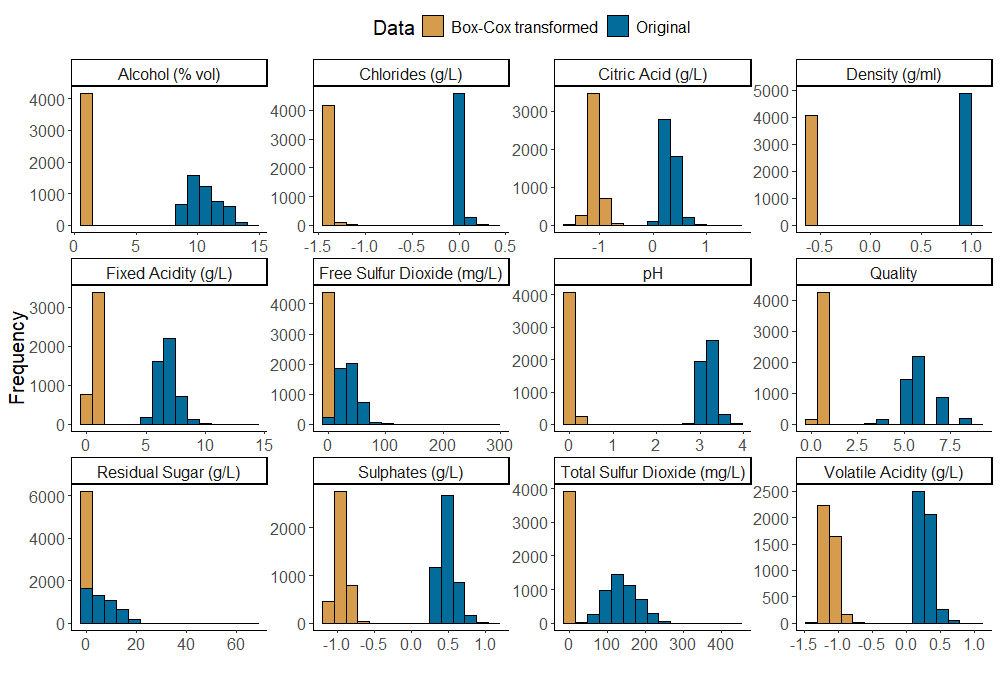 Data Box-Cox transformed Original
Alcohol (% vol) Chlorides (g/L) Citric Acid (g/L) Density (g/ml)
4000 3000 2000 1000 0
0 5 10 15
4000 3000 2000 1000 0
-1.5 -1.0 -0.5 0.0 0.5
3000 2000 1000 0
-1 0 1
5000 4000 3000 2000 1000 0
-0.5 0.0 0.5 1.0
Frequency
Fixed Acidity (g/L) Free Sulfur Dioxide (mg/L) pH Quality
3000 2000 1000 0
0 5 10 15
4000 3000 2000 1000 0
0 100 200 300
4000 3000 2000 1000 0
0 1 2 3 4
4000 3000 2000 1000 0
0.0 2.5 5.0 7.5
Residual Sugar (g/L) Sulphates (g/L) Total Sulfur Dioxide (mg/L) Volatile Acidity (g/L)
6000 4000 2000 0
0 20 40 60
2000 1000 0
-1.0 -0.5 0.0 0.5 1.0
4000 3000 2000 1000 0
0 100 200 300 400
2500 2000 1500 1000 500 0
-1.5 -1.0 -0.5 0.0 0.5 1.0